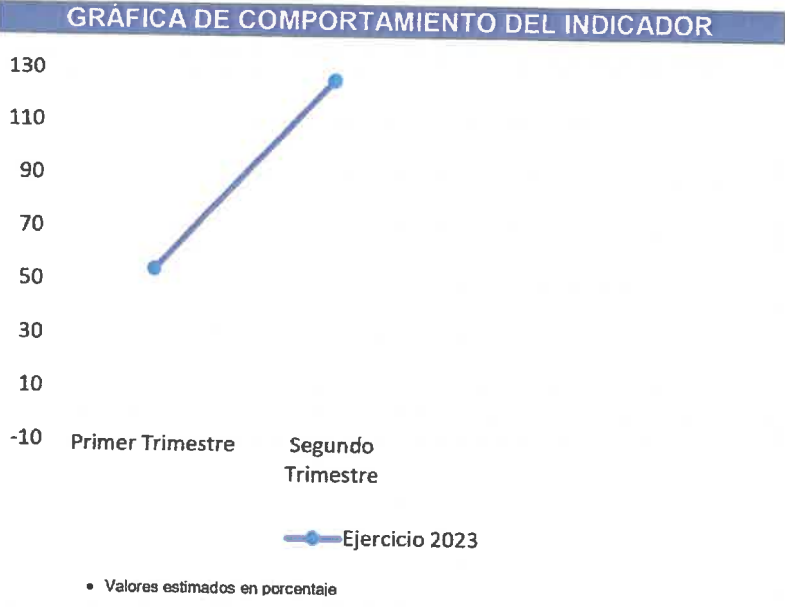 GRÁFICA DE COMPORTAMIENTO DEL INDICADOR
130
110
90
70
50
30
10
-10
Primer Trimestre
Segundo
Trimestre
Ejercicio 2023
• Valores estimados en porcentaje